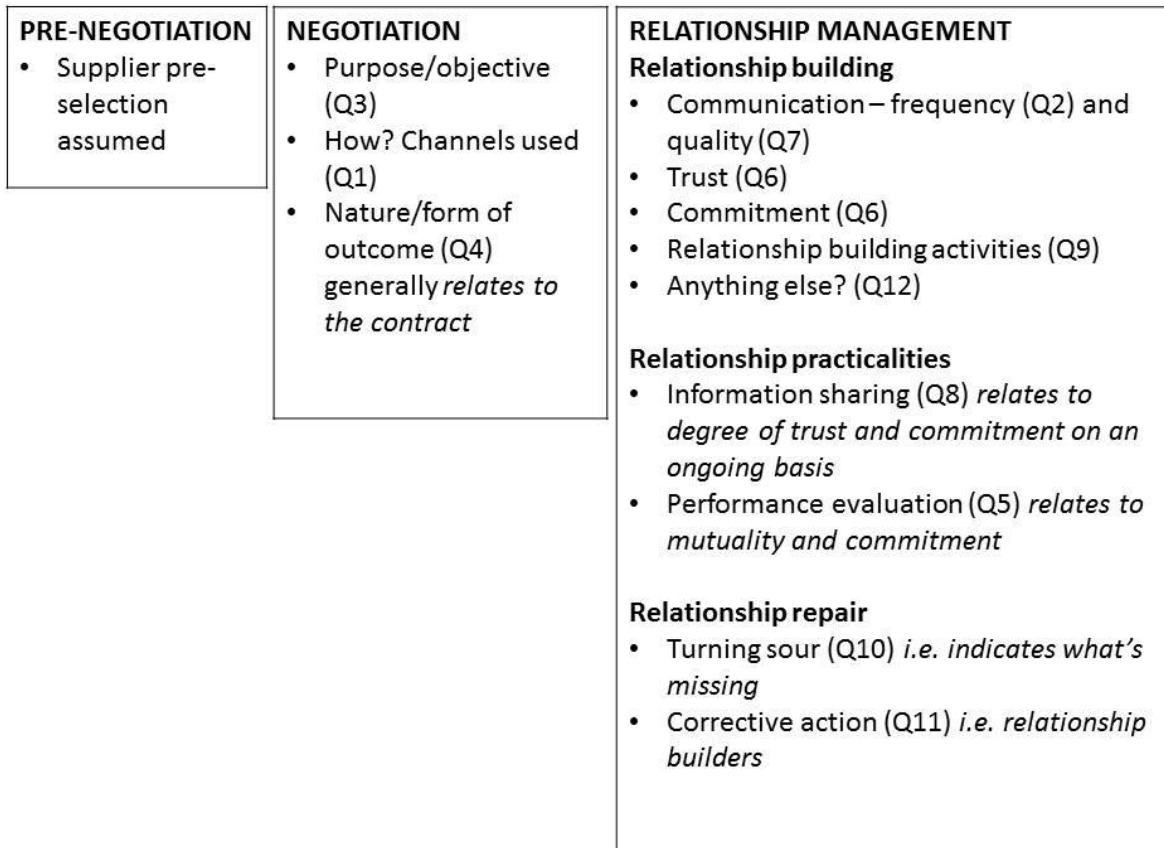 PRE-NEGOTIATION
• Supplier pre-
selection
assumed
NEGOTIATION
• Purpose/objective
(Q3)
• How? Channels used
(Q1)
• Nature/form of
outcome (Q4)
generally relates to
the contract
RELATIONSHIP MANAGEMENT
Relationship building
• Communication – frequency (Q2) and
quality (Q7)
• Trust (Q6)
• Commitment (Q6)
• Relationship building activities (Q9)
• Anything else? (Q12)
Relationship practicalities
• Information sharing (Q8) relates to
degree of trust and commitment on an
ongoing basis
• Performance evaluation (Q5) relates to
mutuality and commitment
Relationship repair
• Turning sour (Q10) i.e. indicates what’s
missing
• Corrective action (Q11) i.e. relationship
builders